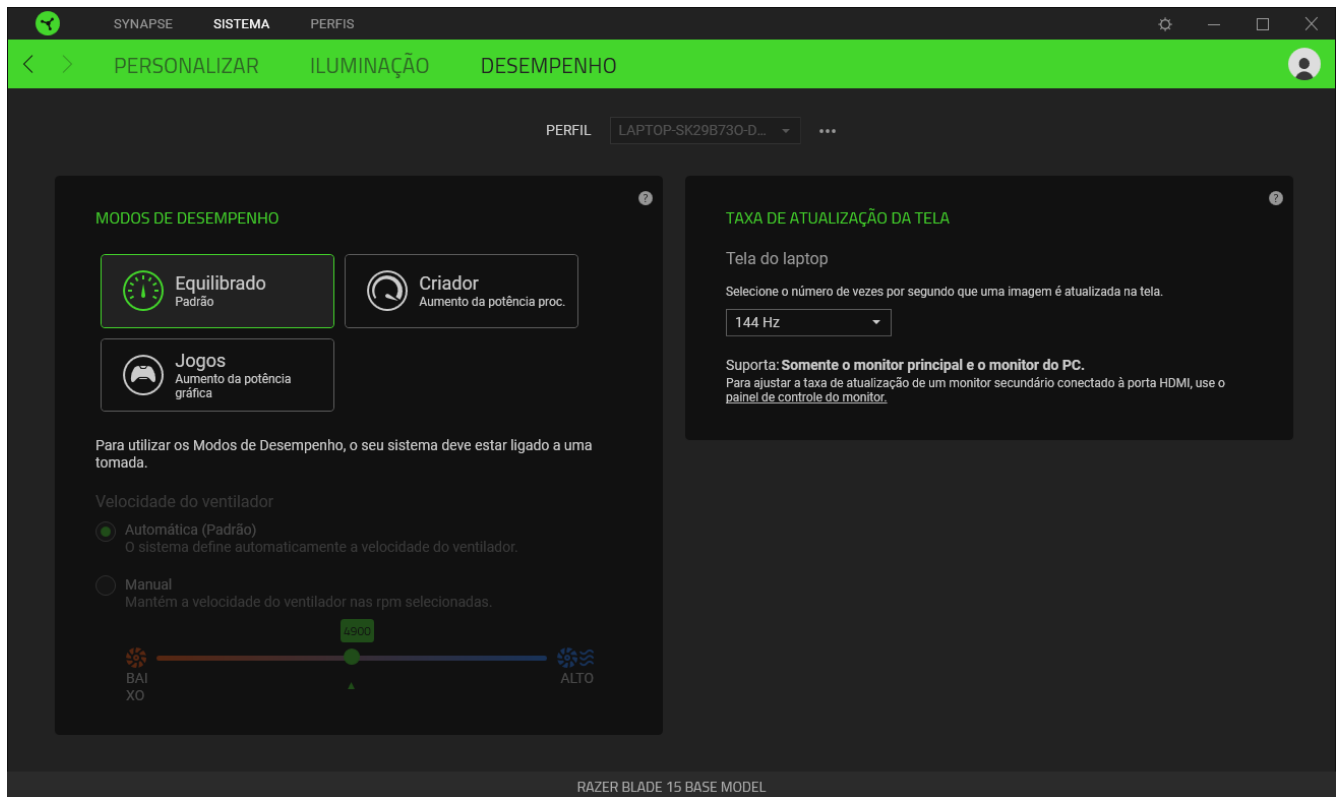 SYNAPSE SISTEMA PERFIS
PERSONALIZAR ILUMINAÇÃO DESEMPENHO
PERFIL LAPTOP-SK29B73O-D...
MODOS DE DESEMPENHO
Equilibrado
Padrão
Criador
Aumento da potência proc.
Jogos
Aumento da potência
gráfica
Para utilizar os Modos de Desempenho, o seu sistema deve estar ligado a uma
tomada.
Velocidade do ventilador
Automática (Padrão)
O sistema define automaticamente a velocidade do ventilador.
Manual
Mantém a velocidade do ventilador nas rpm selecionadas.
4900
BAI
XO
ALTO
TAXA DE ATUALIZAÇÃO DA TELA
Tela do laptop
Selecione o número de vezes por segundo que uma imagem é atualizada na tela.
144 Hz
Suporta: Somente o monitor principal e o monitor do PC.
Para ajustar a taxa de atualização de um monitor secundário conectado à porta HDMI, use o
painel de controle do monitor.
RAZER BLADE 15 BASE MODEL